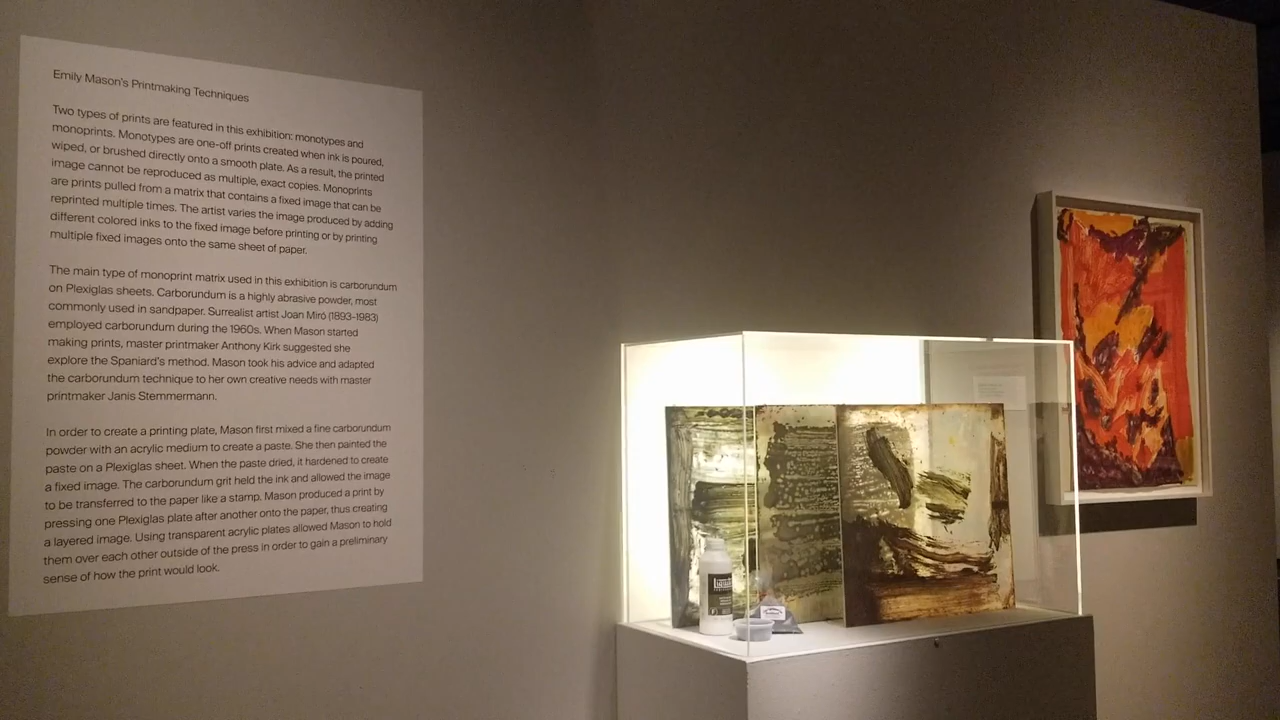 Emily Mason's Printmaking Techniques
Two types of prints are featured in this exhibition: monotypes and
monoprints. Monotypes are one-off prints created when ink is poured,
wiped, or brushed directly onto a smooth plate. As a result, the printed
image cannot be reproduced as multiple, exact copies. Monoprints
are prints pulled from a matrix that contains a fixed image that can be
reprinted multiple times. The artist varies the image produced by adding
different colored inks to the fixed image before printing or by printing
multiple fixed images onto the same sheet of paper.
The main type of monoprint matrix used in this exhibition is carborundum
on Plexiglas sheets. Carborundum is a highly abrasive powder, most
commonly used in sandpaper. Surrealist artist Joan Miró (1893-1983)
employed carborundum during the 1960s. When Mason started
making prints, master printmaker Anthony Kirk suggested she
explore the Spaniard's method. Mason took his advice and adapted
the carborundum technique to her own creative needs with master
printmaker Janis Stemmermann.
In order to create a printing plate, Mason first mixed a fine carborundum
powder with an acrylic medium to create a paste. She then painted the
paste on a Plexiglas sheet. When the paste dried, it hardened to create
a fixed image. The carborundum grit held the ink and allowed the image
to be transferred to the paper like a stamp. Mason produced a print by
pressing one Plexiglas plate after another onto the paper, thus creating
a layered image. Using transparent acrylic plates allowed Mason to hold
them over each other outside of the press in order to gain a preliminary
sense of how the print would look.